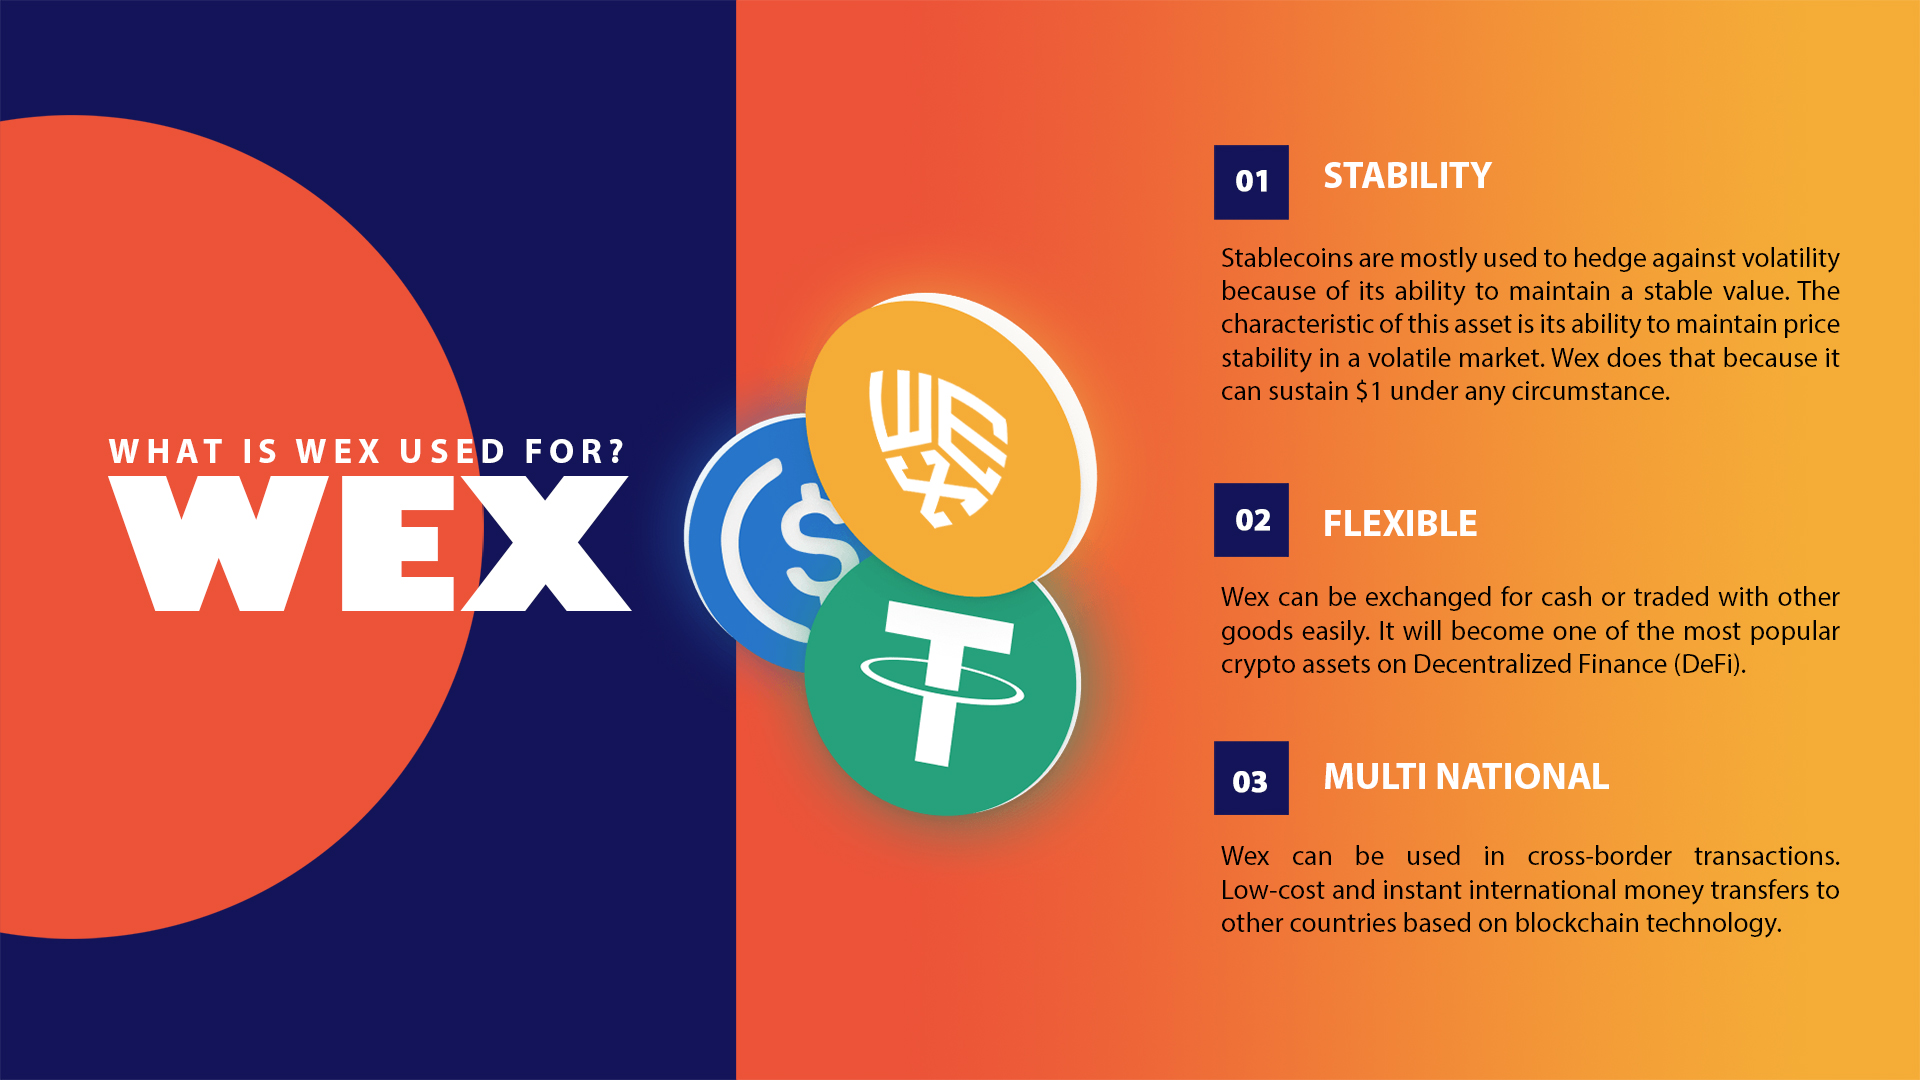 WHAT IS WEX USED FOR?
WEX
WEX
$
T
01
STABILITY
Stablecoins are mostly used to hedge against volatility
because of its ability to maintain a stable value. The
characteristic of this asset is its ability to maintain price
stability in a volatile market. Wex does that because it
can sustain $1 under any circumstance.
02
FLEXIBLE
Wex can be exchanged for cash or traded with other
goods easily. It will become one of the most popular
crypto assets on Decentralized Finance (DeFi).
03
MULTI NATIONAL
Wex can be used in cross-border transactions.
Low-cost and instant international money transfers to
other countries based on blockchain technology.